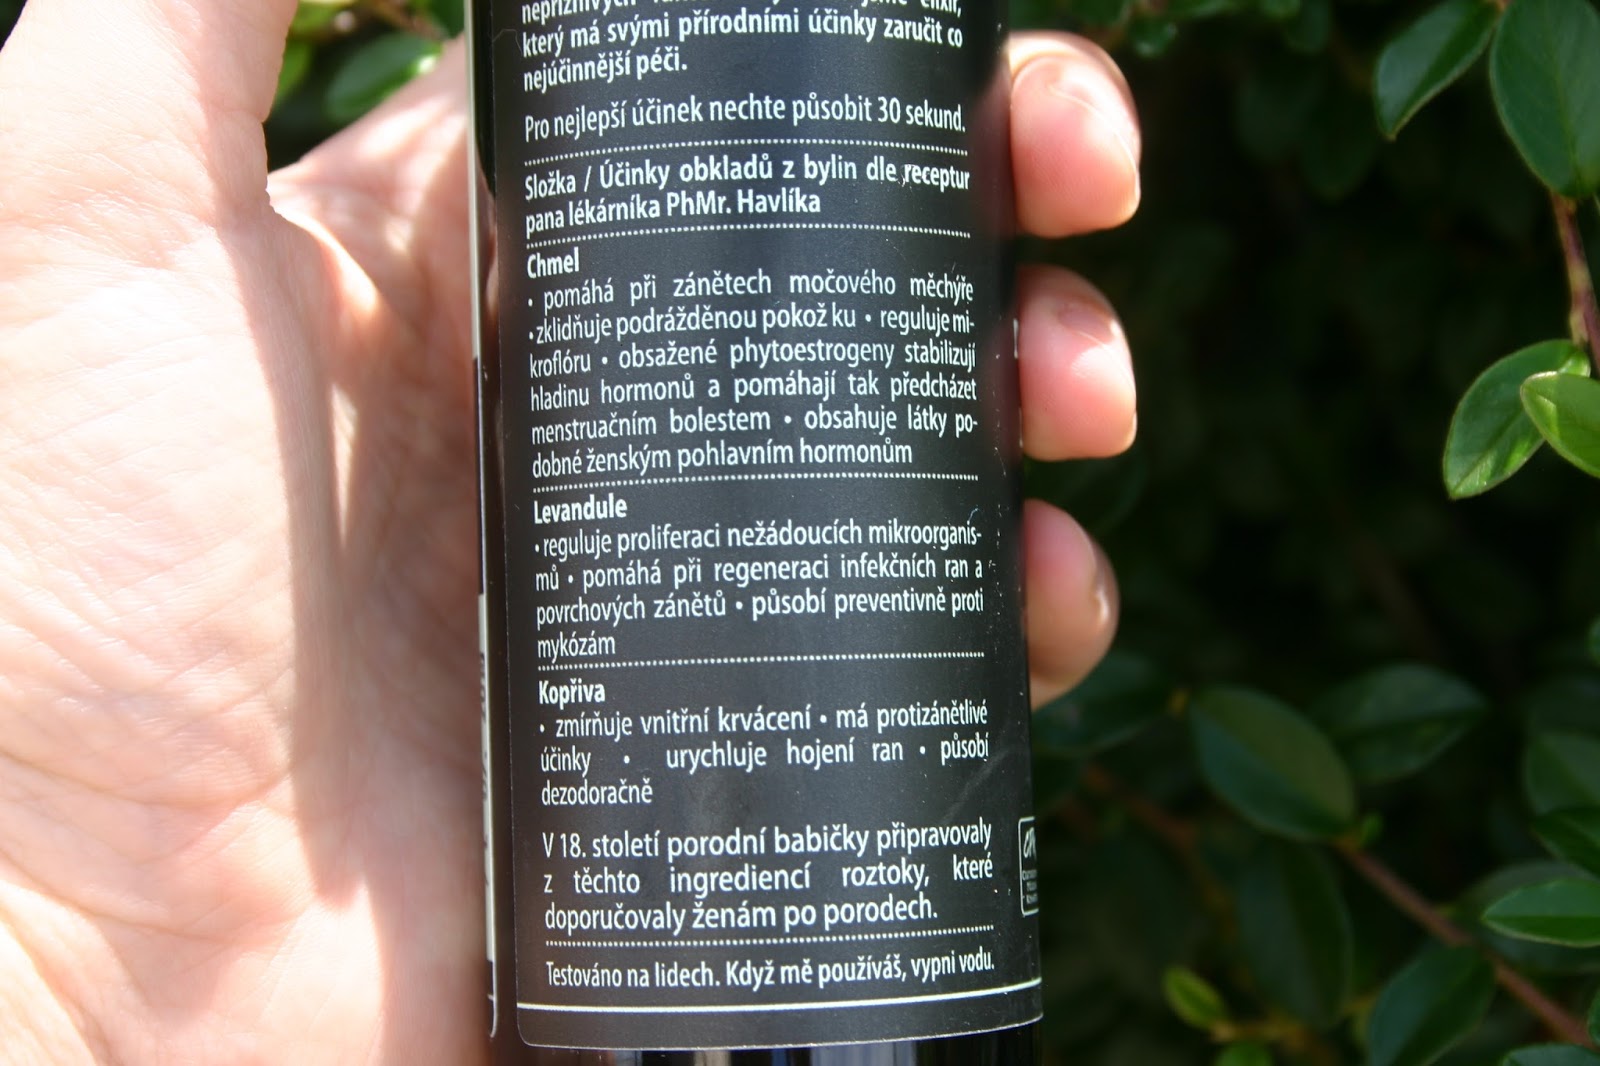 nepříznivých elixír,
který má svými přírodními účinky zaručit co
nejúčinnější péči.
Pro nejlepší účinek nechte působit 30 sekund.
Složka / Účinky obkladů z bylin dle receptur
pana lékárníka PhMr. Havlíka
Chmel
• pomáhá při zánětech močového měchýře
• zklidňuje podrážděnou pokož ku • reguluje mi-
kroflóru • obsažené phytoestrogeny stabilizují
hladinu hormonů a pomáhají tak předcházet
menstruačním bolestem • obsahuje látky po-
dobné ženským pohlavním hormonům
Levandule
• reguluje proliferaci nežádoucích mikroorganis-
mů • pomáhá při regeneraci infekčních ran a
povrchových zánětů • působí preventivně proti
mykózám
Kopřiva
• zmírňuje vnitřní krvácení • má protizánětlivé
účinky • urychluje hojení ran • působí
dezodoračně
V 18. století porodní babičky připravovaly
z těchto ingrediencí roztoky, které
doporučovaly ženám po porodech.
Testováno na lidech. Když mě používáš, vypni vodu.